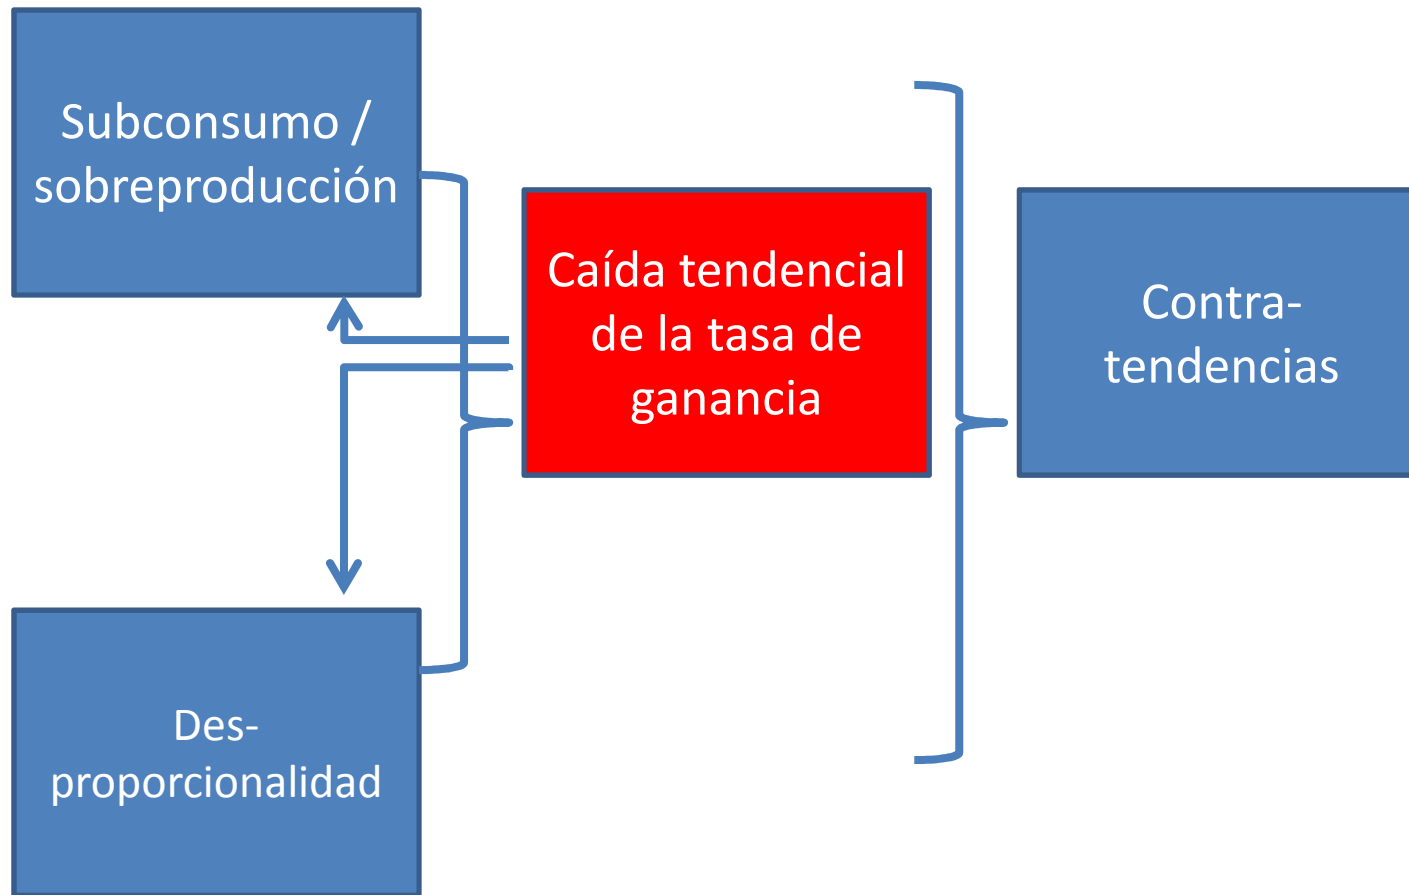 Subconsumo /
sobreproducción
Caída tendencial
de la tasa de
ganancia
Contra-
tendencias
Des-
proporcionalidad